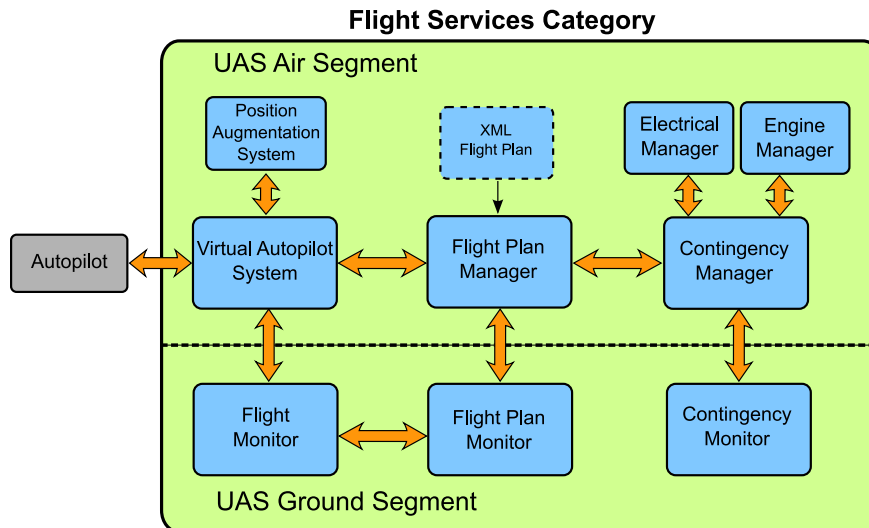 Flight Services Category
UAS Air Segment
Position
Augmentation
System
XML
Flight Plan
Electrical
Manager
Engine
Manager
Autopilot
Virtual Autopilot
System
Flight Plan
Manager
Contingency
Manager
Flight
Monitor
Flight Plan
Monitor
Contingency
Monitor
UAS Ground Segment